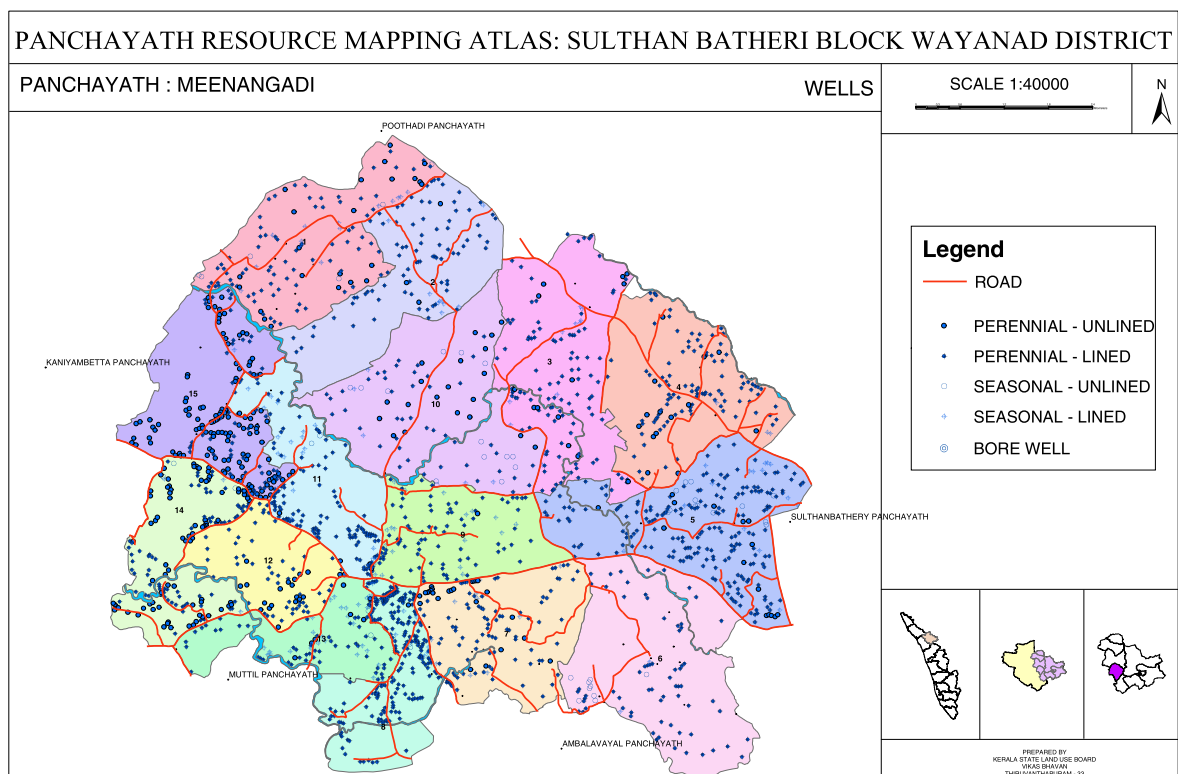 PANCHAYATH RESOURCE MAPPING ATLAS: SULTHAN BATHERI BLOCK WAYANAD DISTRICT
PANCHAYATH : MEENANGADI
WELLS
SCALE 1:40000
N
POOTHADI PANCHAYATH
KANIYAMBETTA PANCHAYATH
SULTHANBATHERY PANCHAYATH
MUTTIL PANCHAYATH
AMBALAVAYAL PANCHAYATH
1
2
3
4
15
10
11
14
5
9
12
13
7
6
8
Legend
ROAD
PERENNIAL - UNLINED
PERENNIAL - LINED
SEASONAL - UNLINED
SEASONAL - LINED
BORE WELL
PREPARED BY
KERALA STATE LAND USE BOARD
VIKAS BHAVAN
THIRUVANTHAPURAM - 33